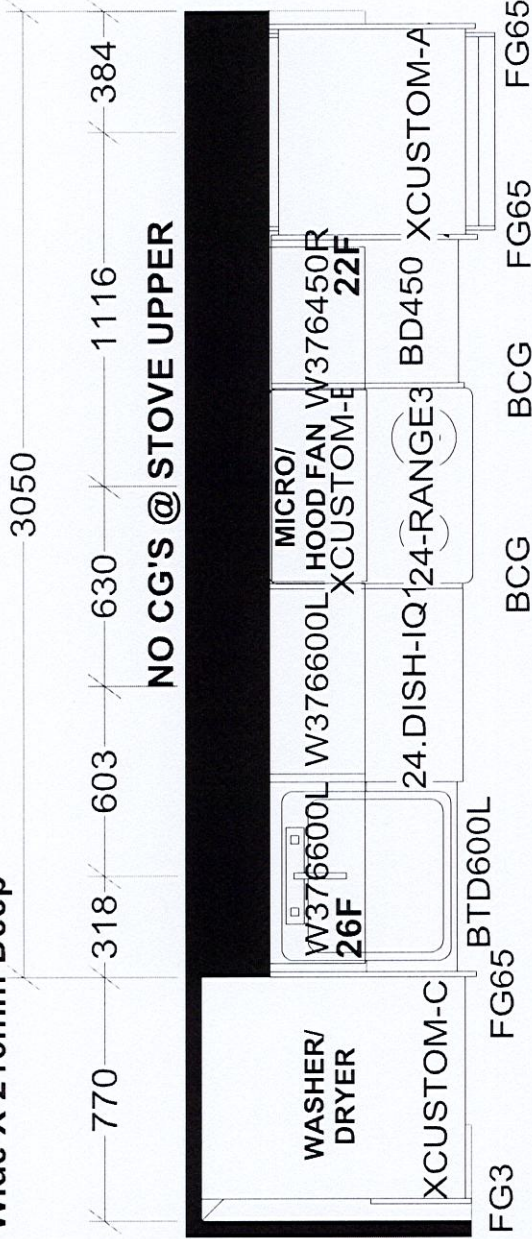 Wide X Deep
3050
770 318 603 630 1116 384
NO CG'S @ STOVE UPPER
MICRO/
HOOD FAN
W376600L W376600L XCUSTOM-B W376450R
26F 22F
WASHER/
DRYER
XCUSTOM-C 24.DISH-IQ1 24-RANGE3 BD450 XCUSTOM-A
BTD600L
FG3 FG65 BCG BCG FG65 FG65